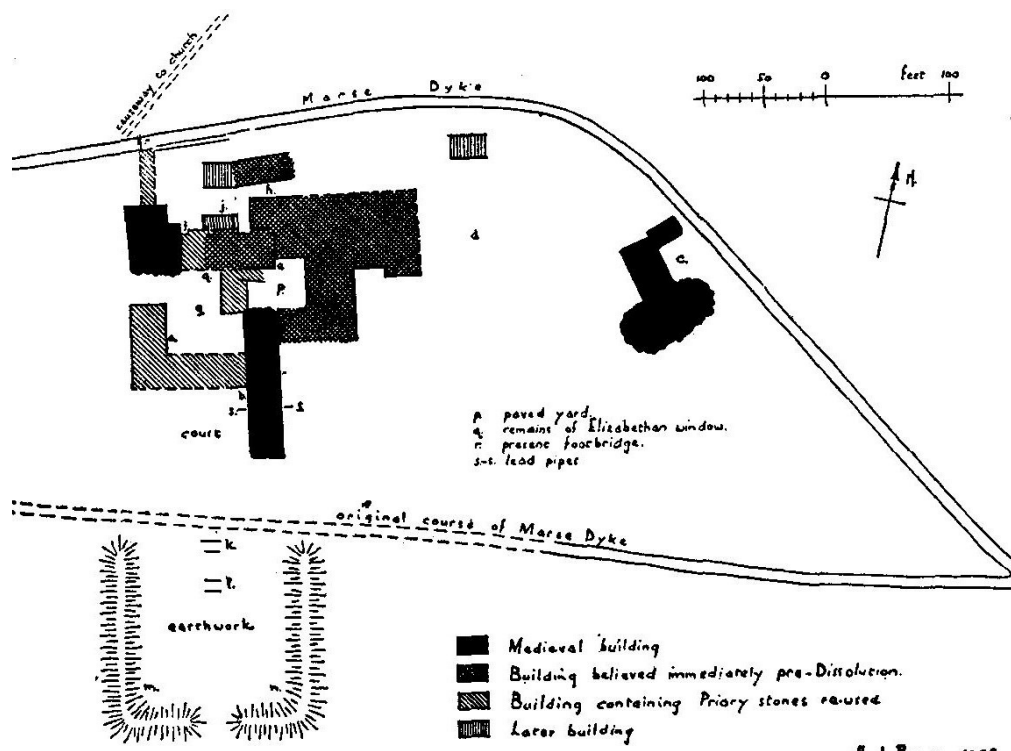 causeway to church
Marse Dyke
100 50 0 feet 100
N.
h.
j.
d
c.
q.
p.
q.
s. s.
court
p. paved yard.
q. remains of Elizabethan window.
r. present footbridge.
s-s. lead pipes
original course of Marse Dyke
k.
earthwork
m.
n.
Medieval building
Building believed immediately pre-Dissolution.
Building containing Priory stones re-used
Later building